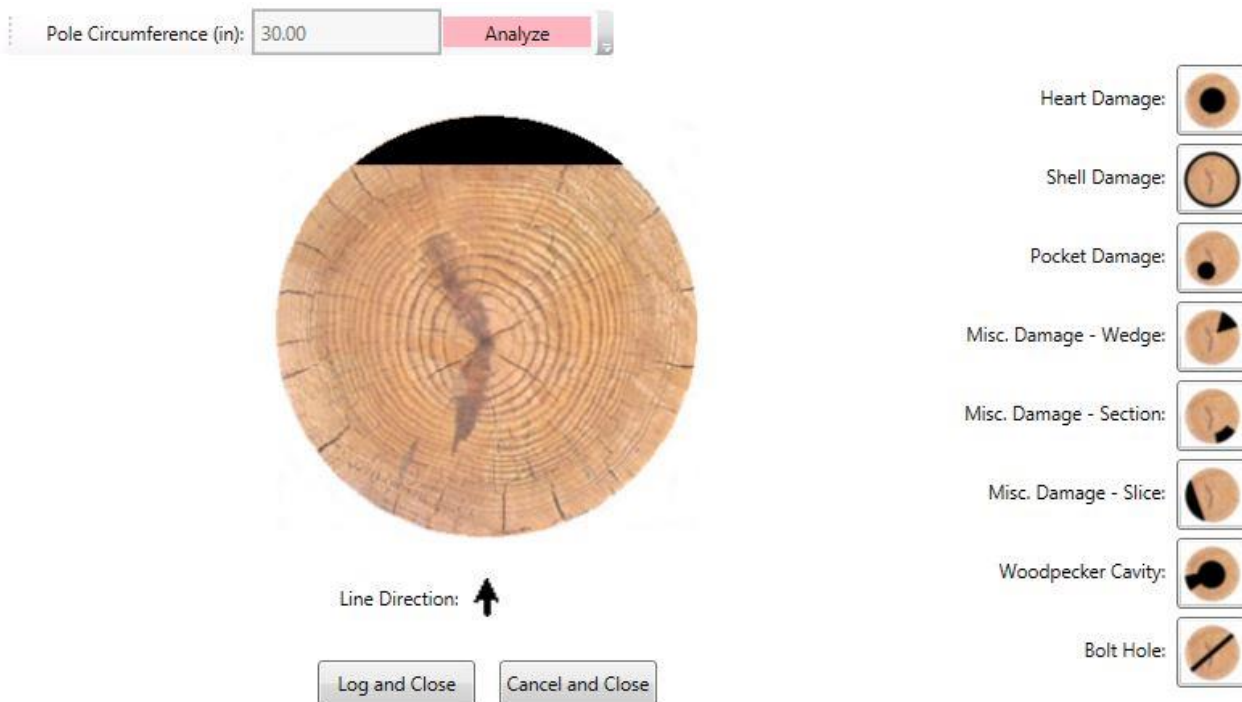 Pole Circumference (in): 30.00 Analyze
Heart Damage:
Shell Damage:
Pocket Damage:
Misc. Damage - Wedge:
Misc. Damage - Section:
Misc. Damage - Slice:
Woodpecker Cavity:
Bolt Hole:
Line Direction:
Log and Close Cancel and Close